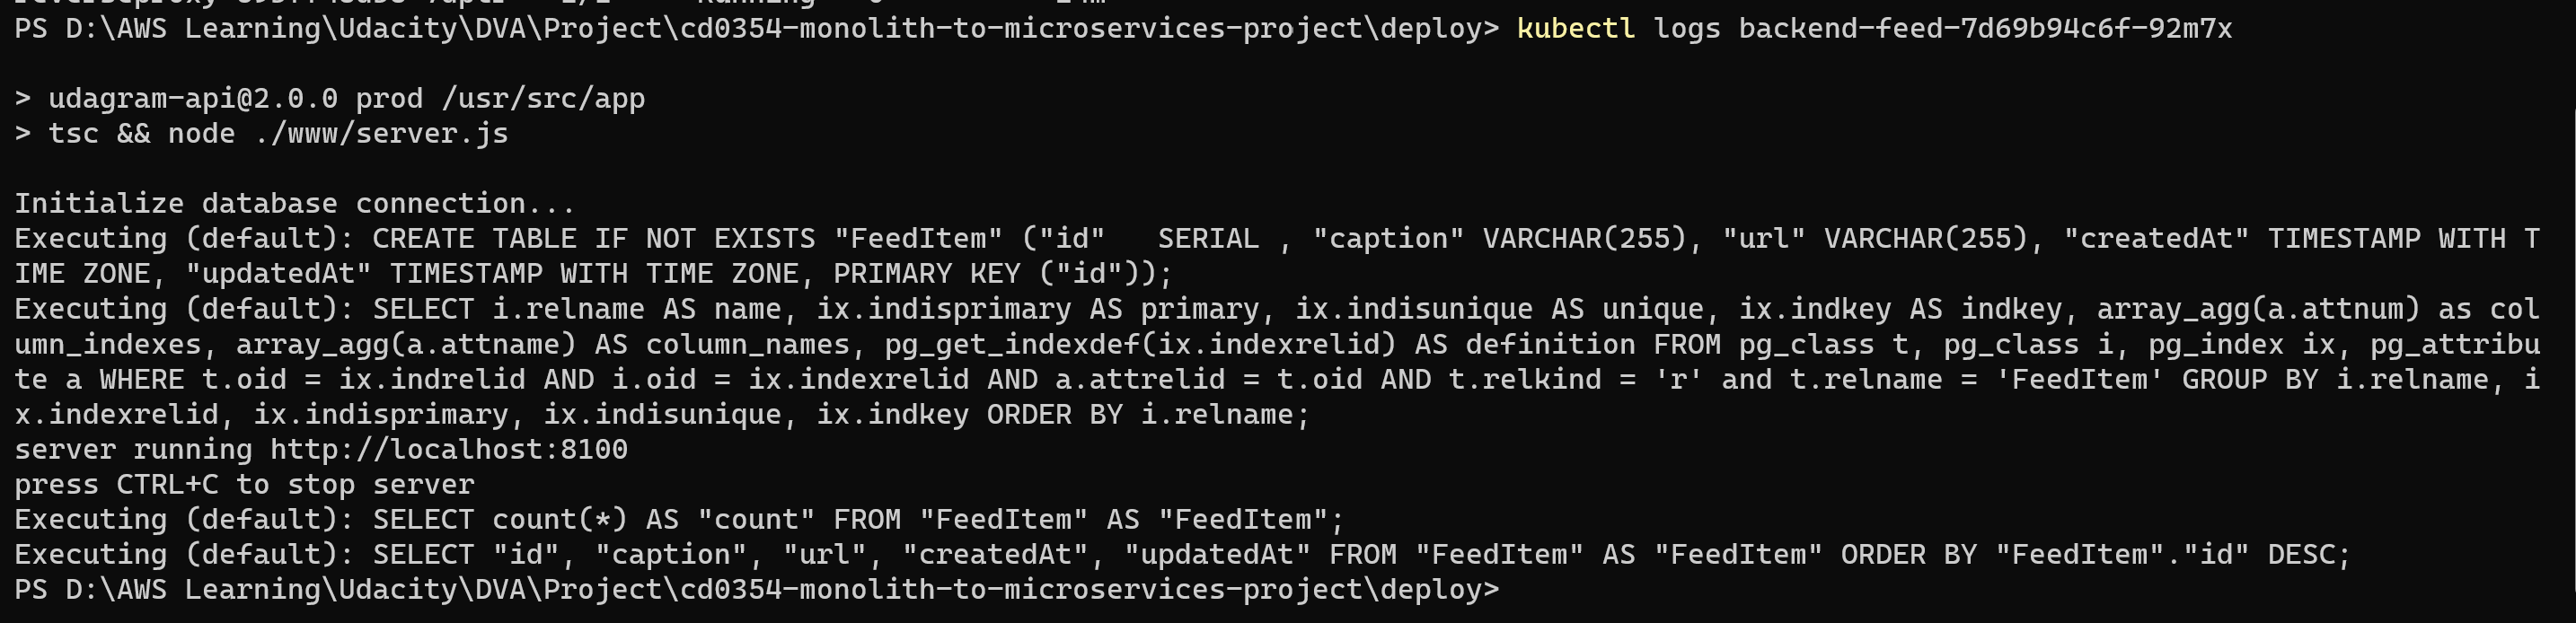 PS D:\AWS Learning\Udacity\DVA\Project\cd0354-monolith-to-microservices-project\deploy> kubectl logs backend-feed-7d69b94c6f-92m7x
> udagram-api@2.0.0 prod /usr/src/app
> tsc && node ./www/server.js
Initialize database connection...
Executing (default): CREATE TABLE IF NOT EXISTS "FeedItem" ("id"   SERIAL , "caption" VARCHAR(255), "url" VARCHAR(255), "createdAt" TIMESTAMP WITH T
IME ZONE, "updatedAt" TIMESTAMP WITH TIME ZONE, PRIMARY KEY ("id"));
Executing (default): SELECT i.relname AS name, ix.indisprimary AS primary, ix.indisunique AS unique, ix.indkey AS indkey, array_agg(a.attnum) as col
umn_indexes, array_agg(a.attname) AS column_names, pg_get_indexdef(ix.indexrelid) AS definition FROM pg_class t, pg_class i, pg_index ix, pg_attribu
te a WHERE t.oid = ix.indrelid AND i.oid = ix.indexrelid AND a.attrelid = t.oid AND t.relkind = 'r' and t.relname = 'FeedItem' GROUP BY i.relname, i
x.indexrelid, ix.indisprimary, ix.indisunique, ix.indkey ORDER BY i.relname;
server running http://localhost:8100
press CTRL+C to stop server
Executing (default): SELECT count(*) AS "count" FROM "FeedItem" AS "FeedItem";
Executing (default): SELECT "id", "caption", "url", "createdAt", "updatedAt" FROM "FeedItem" AS "FeedItem" ORDER BY "FeedItem"."id" DESC;
PS D:\AWS Learning\Udacity\DVA\Project\cd0354-monolith-to-microservices-project\deploy>